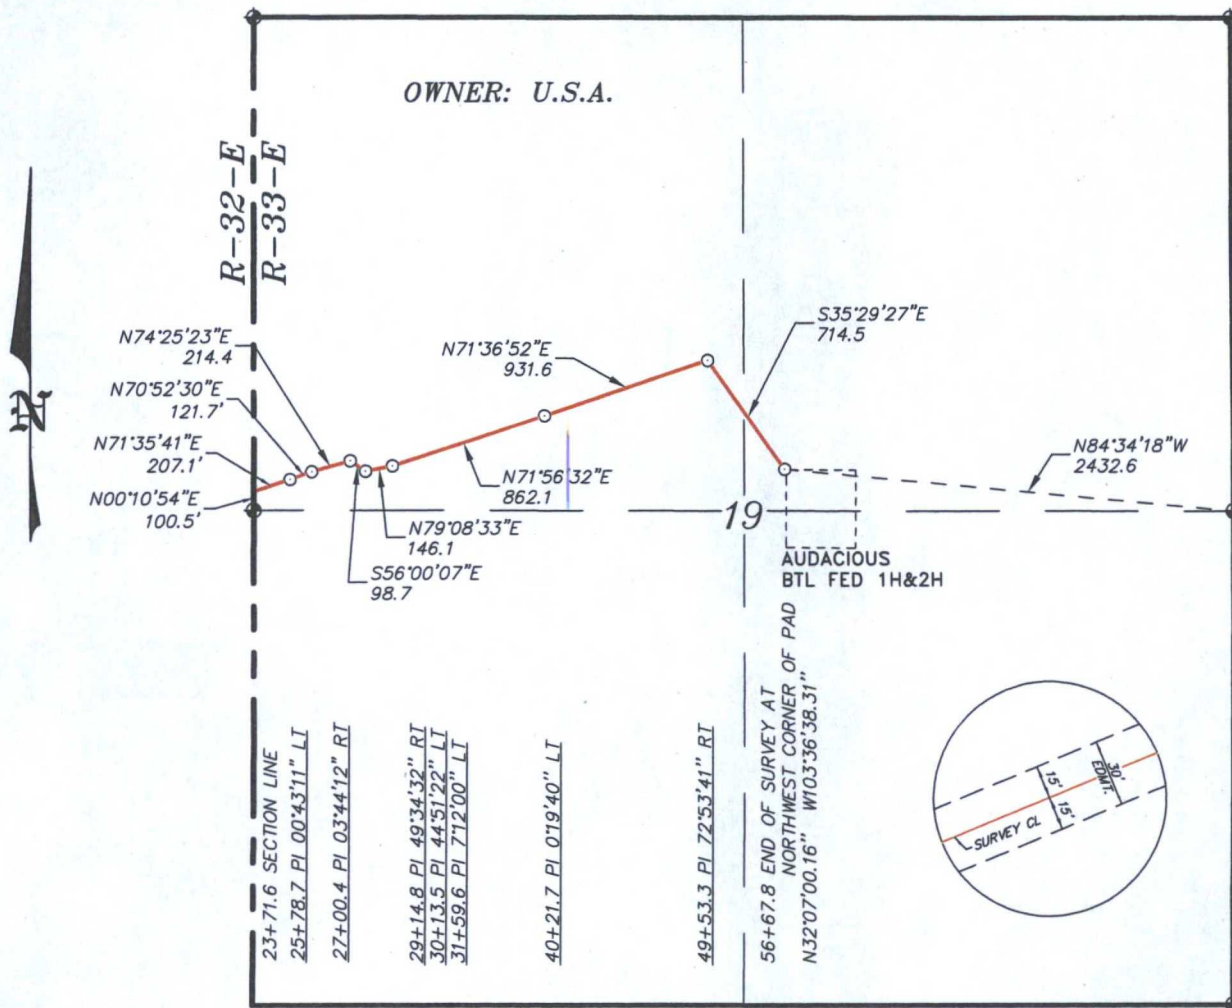 OWNER: U.S.A.
R-32-E
R-33-E
N
N74°25'23"E
214.4
N70°52'30"E
121.7'
N71°35'41"E
207.1'
N00°10'54"E
100.5'
N71°36'52"E
931.6
S35°29'27"E
714.5
N84°34'18"W
2432.6
N71°56'32"E
862.1
N79°08'33"E
146.1
S56°00'07"E
98.7
19
AUDACIOUS
BTL FED 1H&2H
23+71.6 SECTION LINE
25+78.7 PI 00°43'11" LT
27+00.4 PI 03°44'12" RT
29+14.8 PI 49°34'32" RT
30+13.5 PI 44°51'22" LT
31+59.6 PI 7°12'00" LT
40+21.7 PI 0°19'40" LT
49+53.3 PI 72°53'41" RT
56+67.8 END OF SURVEY AT
NORTHWEST CORNER OF PAD
N32°07'00.16" W103°36'38.31"
30'
ESMT.
15'
15'
SURVEY CL